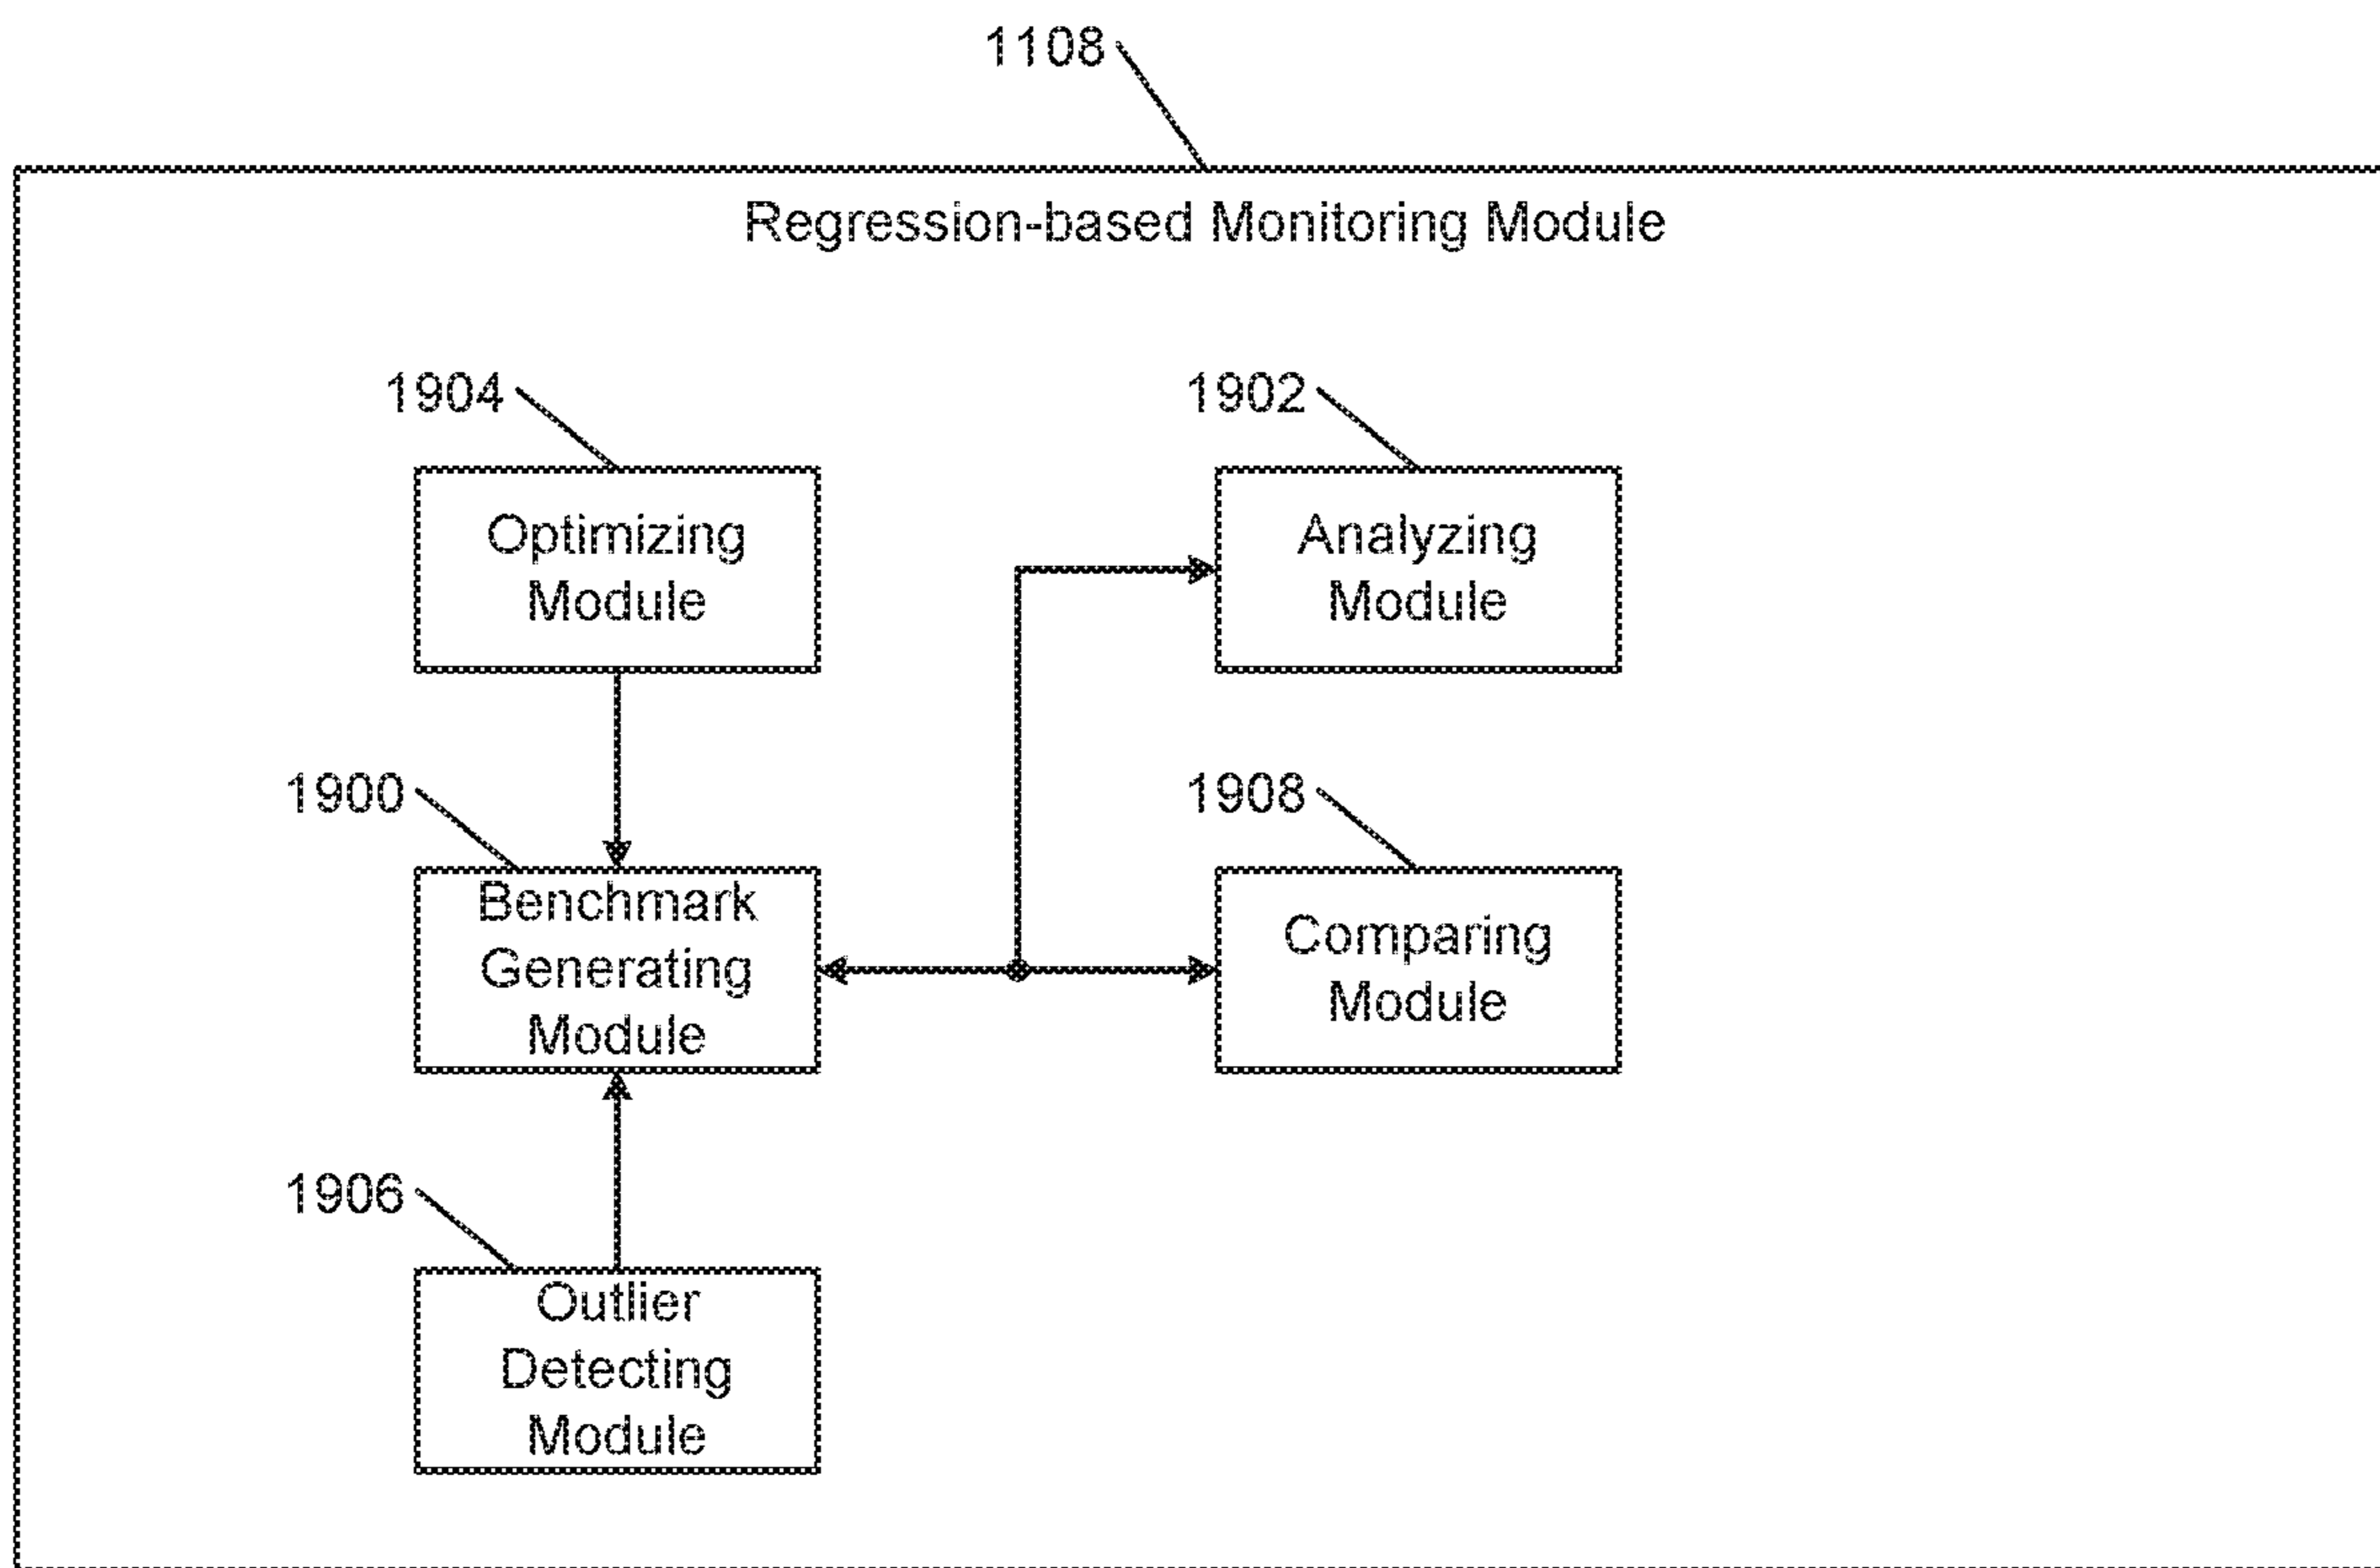 1108
Regression-based Monitoring Module
1904
1902
Optimizing
Module
Analyzing
Module
1900
1908
Benchmark
Generating
Module
Comparing
Module
1906
Outlier
Detecting
Module